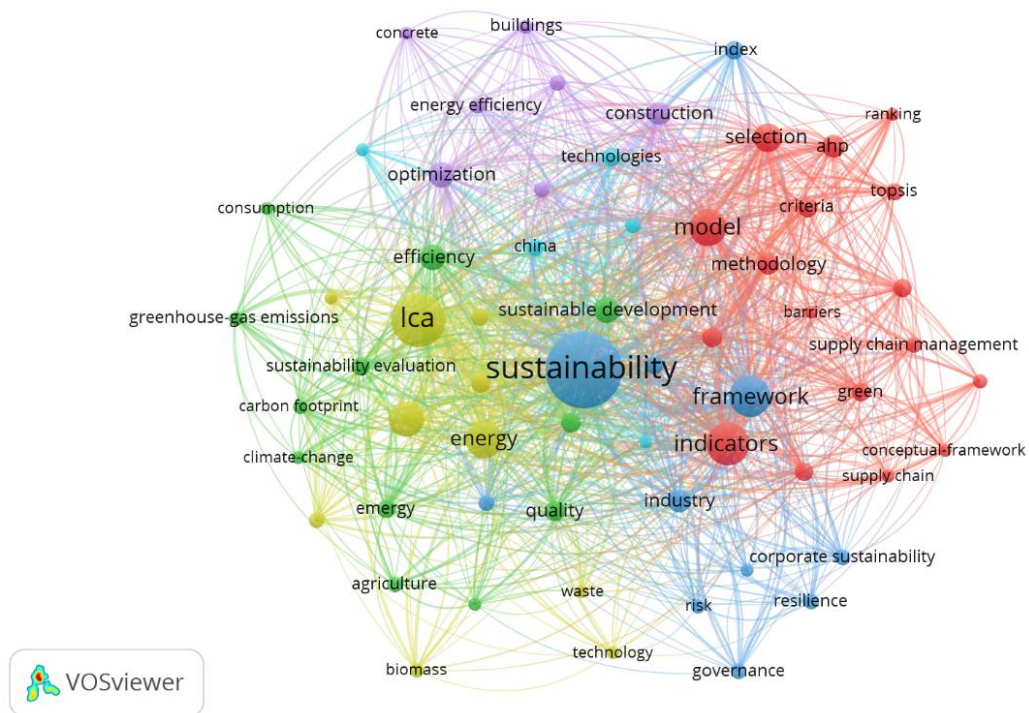 buildings
concrete
index
energy efficiency
construction
ranking
selection
ahp
technologies
optimization
topsis
consumption
criteria
model
china
efficiency
methodology
sustainable development
barriers
greenhouse-gas emissions
lca
supply chain management
sustainability evaluation
sustainability
green
framework
carbon footprint
energy
indicators
conceptual-framework
climate-change
supply chain
industry
emergy
quality
corporate sustainability
agriculture
waste
risk
resilience
technology
biomass
governance
VOSviewer